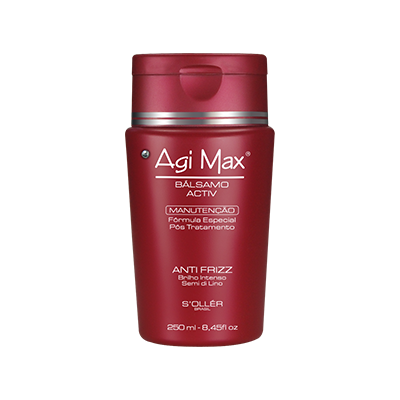 Agi Max®
BÁLSAMO
ACTIV
MANUTENÇÃO
Fórmula Especial
Pós Tratamento
ANTI FRIZZ
Brilho Intenso
Semi di Lino
S'OLLÉR
BRASIL
250 ml - 8,45fl oz